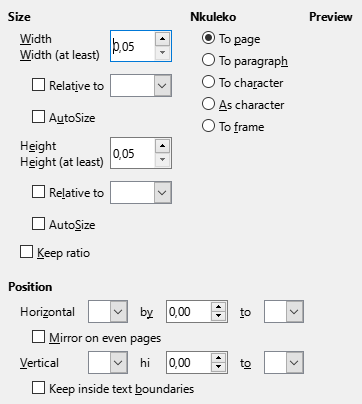 Size Nkuleko Preview
Width
Width (at least) 0,05 To page
To paragraph
Relative to To character
As character
AutoSize To frame
Height
Height (at least) 0,05
Relative to
AutoSize
Keep ratio
Position
Horizontal by 0,00 to
Mirror on even pages
Vertical hi 0,00 to
Keep inside text boundaries